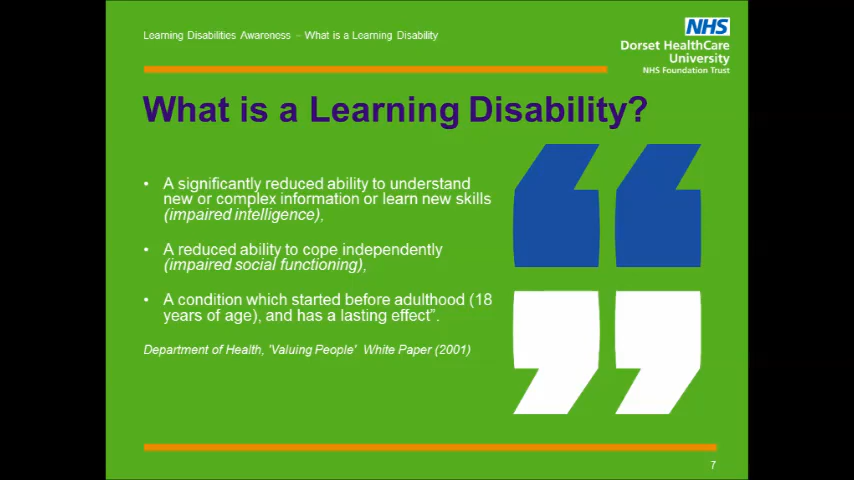 Learning Disabilities Awareness – What is a Learning Disability
NHS
Dorset HealthCare
University
NHS Foundation Trust
What is a Learning Disability?
• A significantly reduced ability to understand
new or complex information or learn new skills
(impaired intelligence),
• A reduced ability to cope independently
(impaired social functioning),
• A condition which started before adulthood (18
years of age), and has a lasting effect”.
Department of Health, 'Valuing People' White Paper (2001)
7